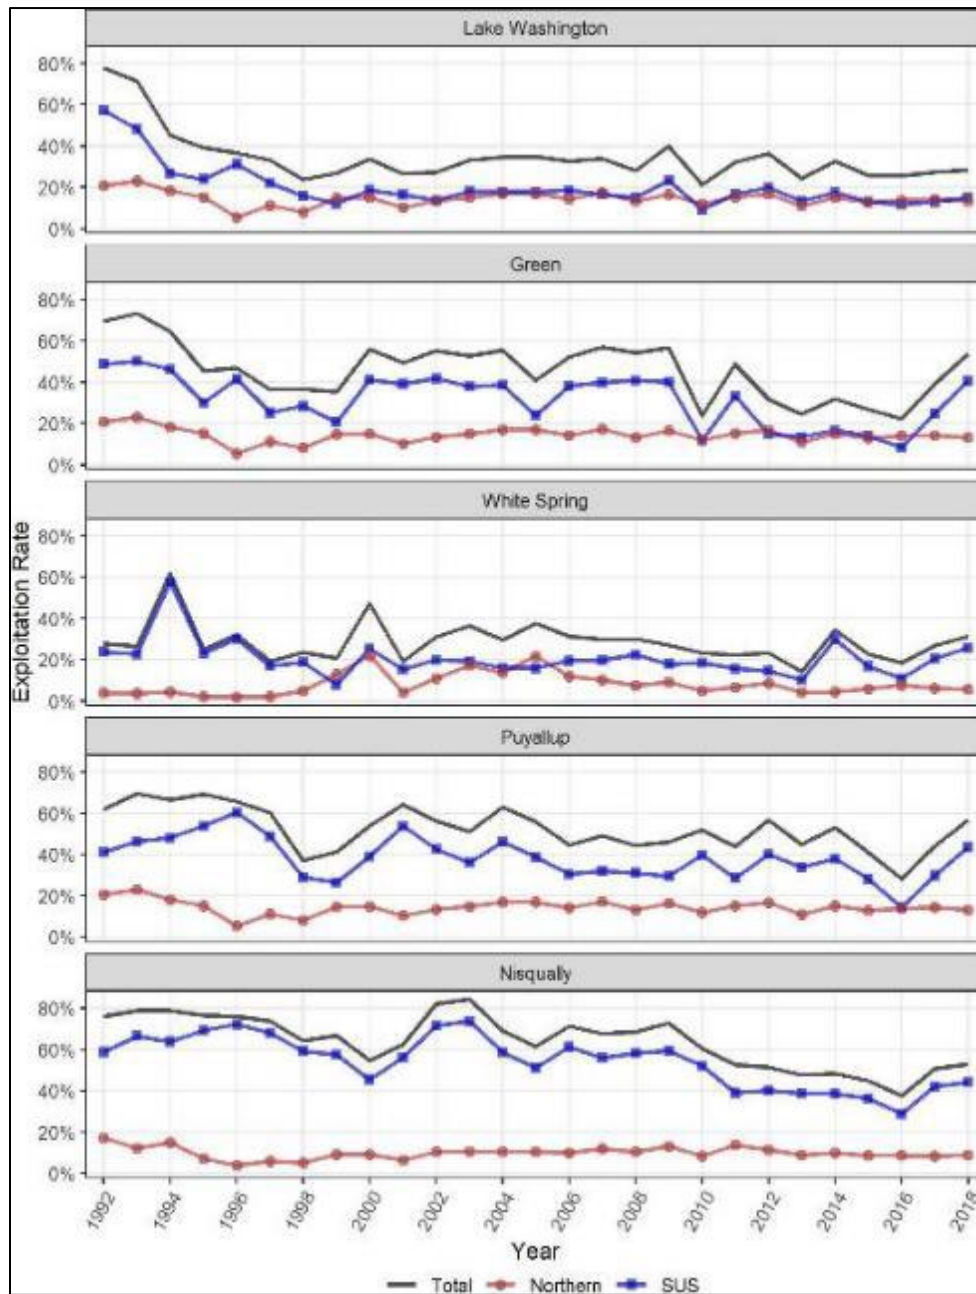 Lake Washington
80%
60%
40%
20%
0%
Green
80%
60%
40%
20%
0%
White Spring
80%
60%
40%
20%
0%
Exploitation Rate
Puyallup
80%
60%
40%
20%
0%
Nisqually
80%
60%
40%
20%
0%
1992 1994 1996 1998 2000 2002 2004 2006 2008 2010 2012 2014 2016 2018
Year
Total Northern SUS